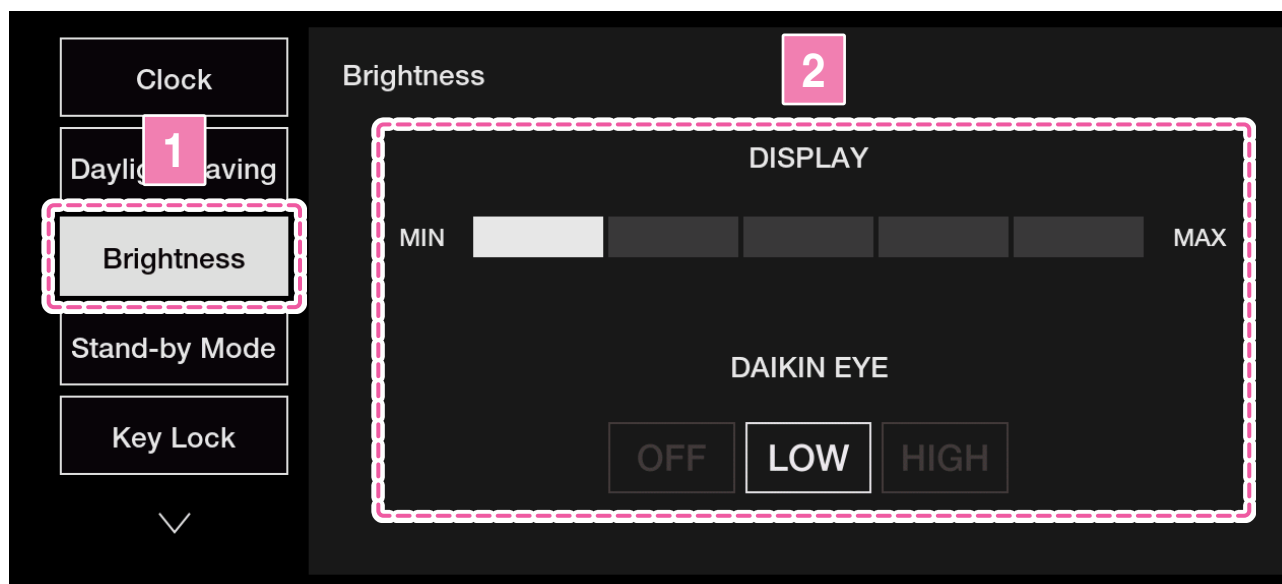 Clock
Brightness
2
1
Brightness
Stand-by Mode
Key Lock
DISPLAY
MIN
MAX
DAIKIN EYE
OFF
LOW
HIGH